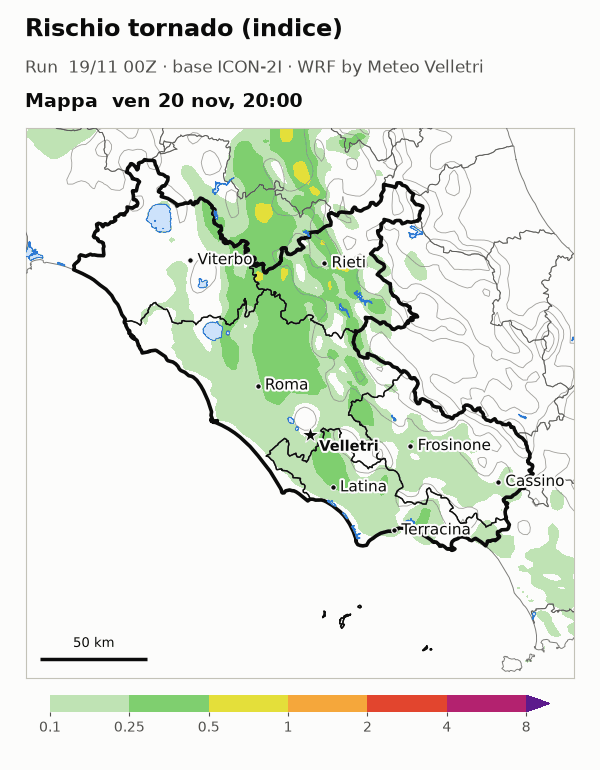 Rischio tornado (indice)
Run 19/11 00Z · base ICON-2I · WRF by Meteo Velletri
Mappa ven 20 nov, 20:00
Viterbo
Rieti
Roma
Velletri
Frosinone
Latina
Cassino
Terracina
50 km
0.1 0.25 0.5 1 2 4 8